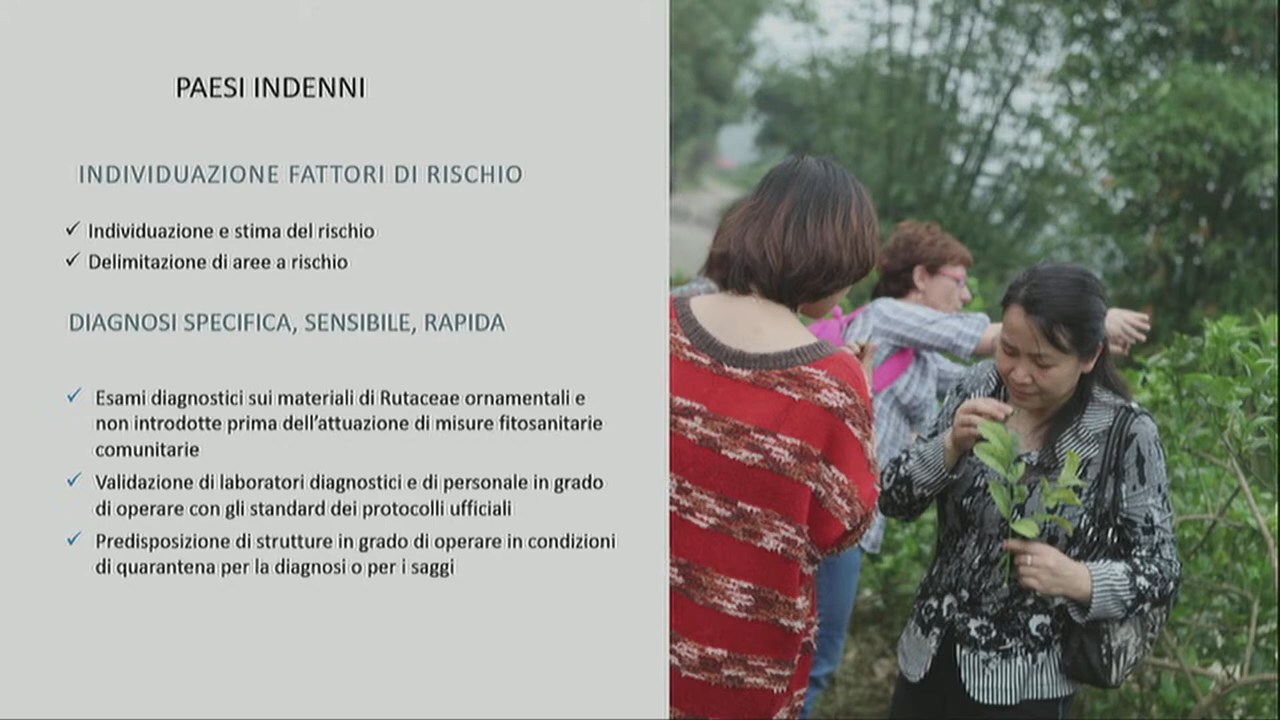 PAESI INDENNI
INDIVIDUAZIONE FATTORI DI RISCHIO
✓ Individuazione e stima del rischio
✓ Delimitazione di aree a rischio
DIAGNOSI SPECIFICA, SENSIBILE, RAPIDA
✓ Esami diagnostici sui materiali di Rutaceae ornamentali e
non introdotte prima dell'attuazione di misure fitosanitarie
comunitarie
✓ Validazione di laboratori diagnostici e di personale in grado
di operare con gli standard dei protocolli ufficiali
✓ Predisposizione di strutture in grado di operare in condizioni
di quarantena per la diagnosi o per i saggi